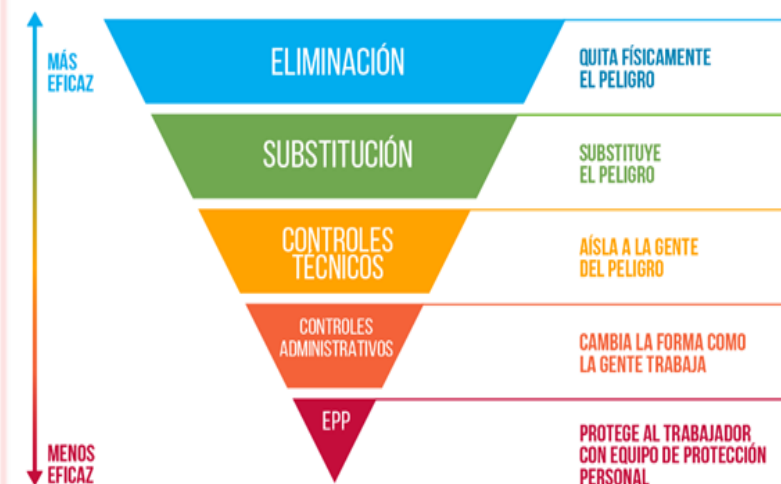 MÁS
EFICAZ
ELIMINACIÓN
QUITA FÍSICAMENTE
EL PELIGRO
SUBSTITUCIÓN
SUBSTITUYE
EL PELIGRO
CONTROLES
TÉCNICOS
AÍSLA A LA GENTE
DEL PELIGRO
CONTROLES
ADMINISTRATIVOS
CAMBIA LA FORMA COMO
LA GENTE TRABAJA
EPP
PROTEGE AL TRABAJADOR
CON EQUIPO DE PROTECCIÓN
PERSONAL
MENOS
EFICAZ